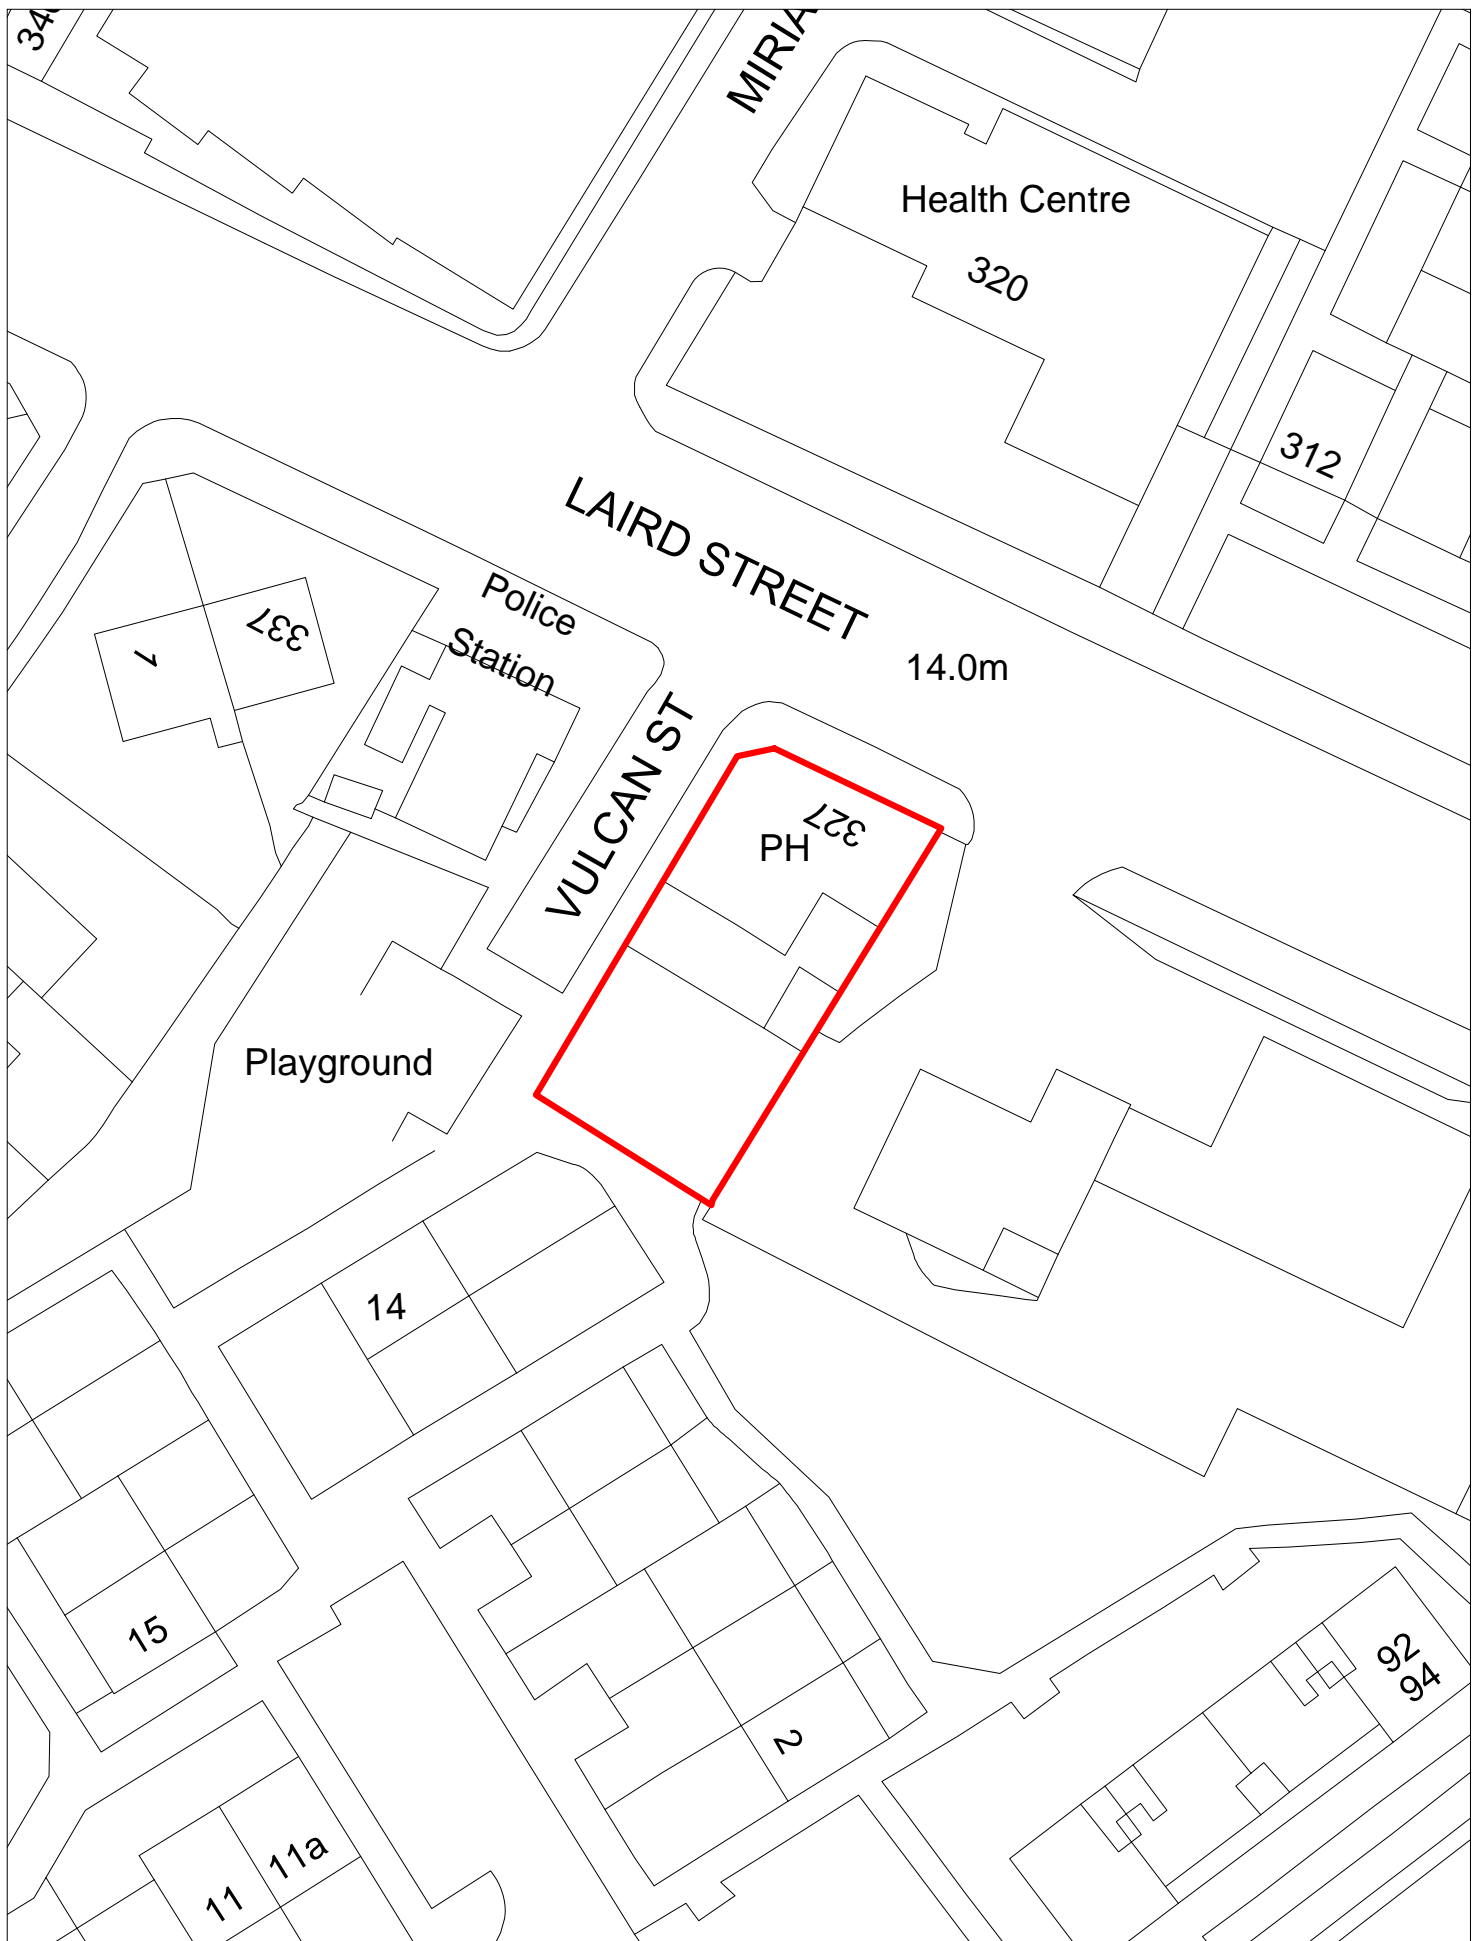 Health Centre
320
312
LAIRD STREET
Police
Station
337
1
14.0m
VULCAN ST
327
PH
Playground
14
15
92
94
2
11a
11